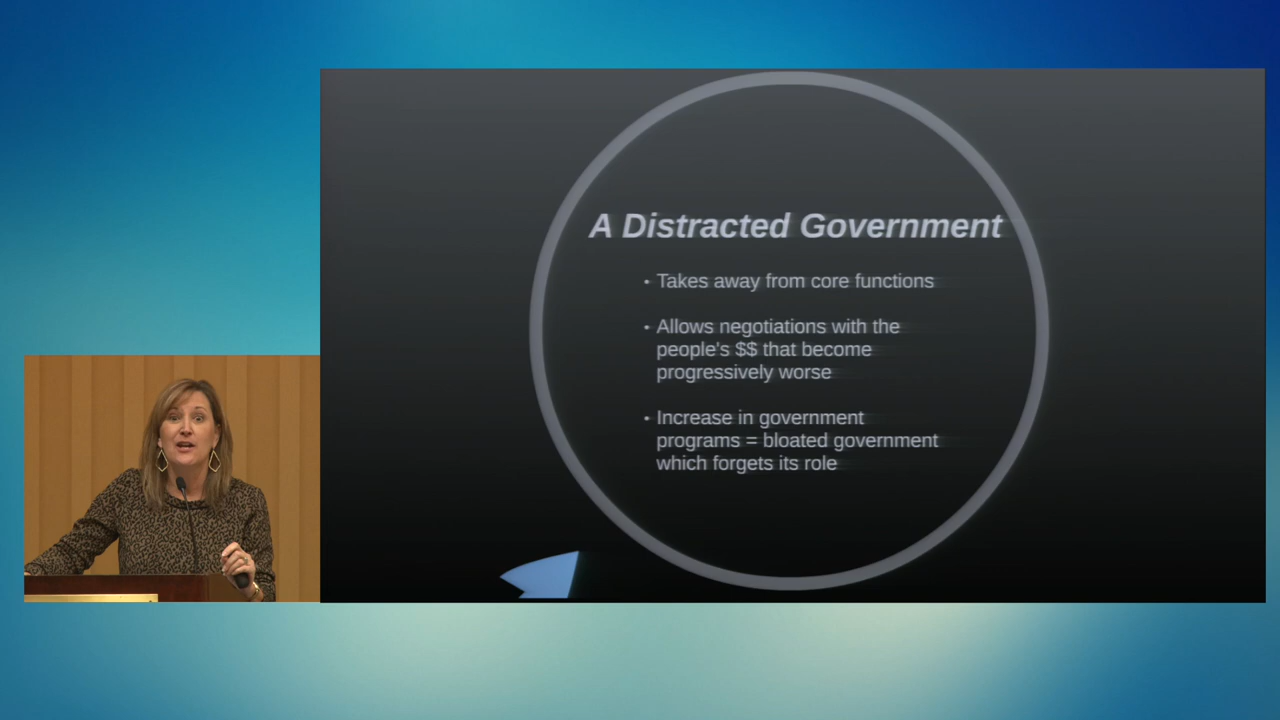 A Distracted Government
• Takes away from core functions
• Allows negotiations with the
people's $$ that become
progressively worse
• Increase in government
programs = bloated government
which forgets its role